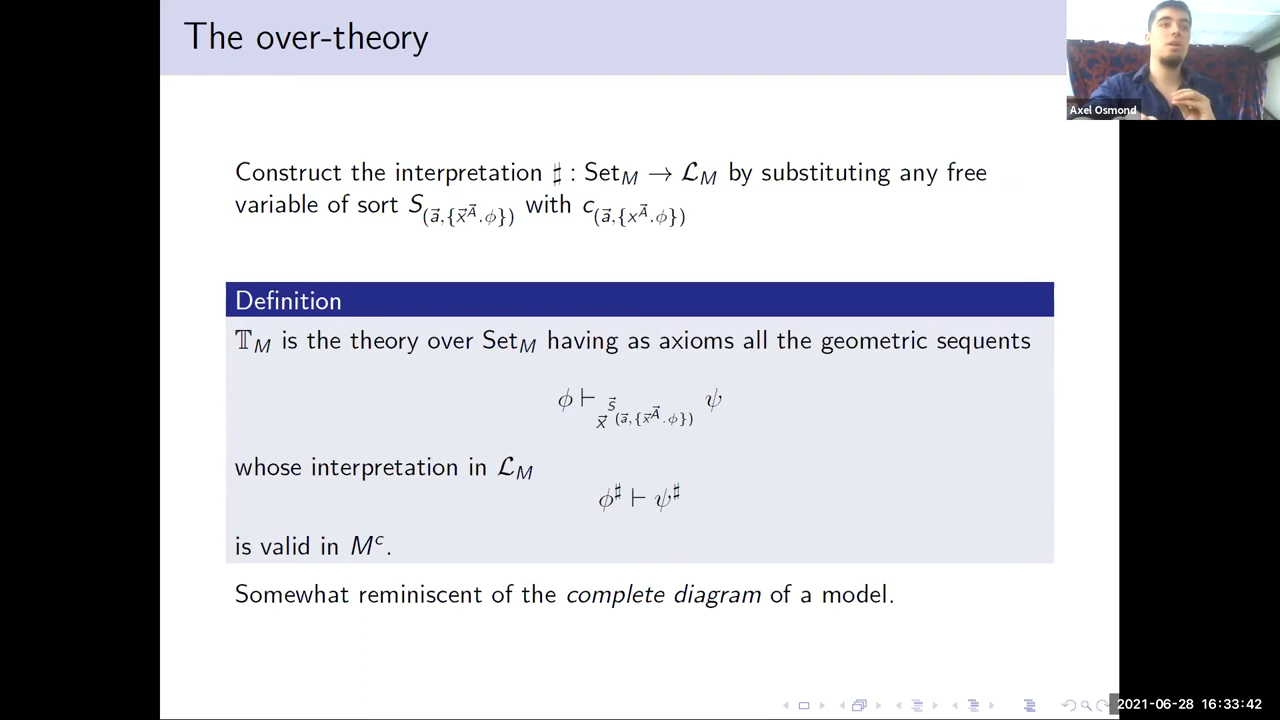 The over-theory
Axel Osmond
Construct the interpretation ♯ : Set_M → ℒ_M by substituting any free
variable of sort S_{(a⃗,{x⃗^{A⃗}.ϕ})} with c_{(a⃗,{x^{A⃗}.ϕ})}
Definition
𝕋_M is the theory over Set_M having as axioms all the geometric sequents
ϕ ⊢_{x⃗^{S⃗_{(a⃗,{x⃗^{A⃗}.ϕ})}}} ψ
whose interpretation in ℒ_M
ϕ^♯ ⊢ ψ^♯
is valid in M^c.
Somewhat reminiscent of the complete diagram of a model.
2021-06-28 16:33:42